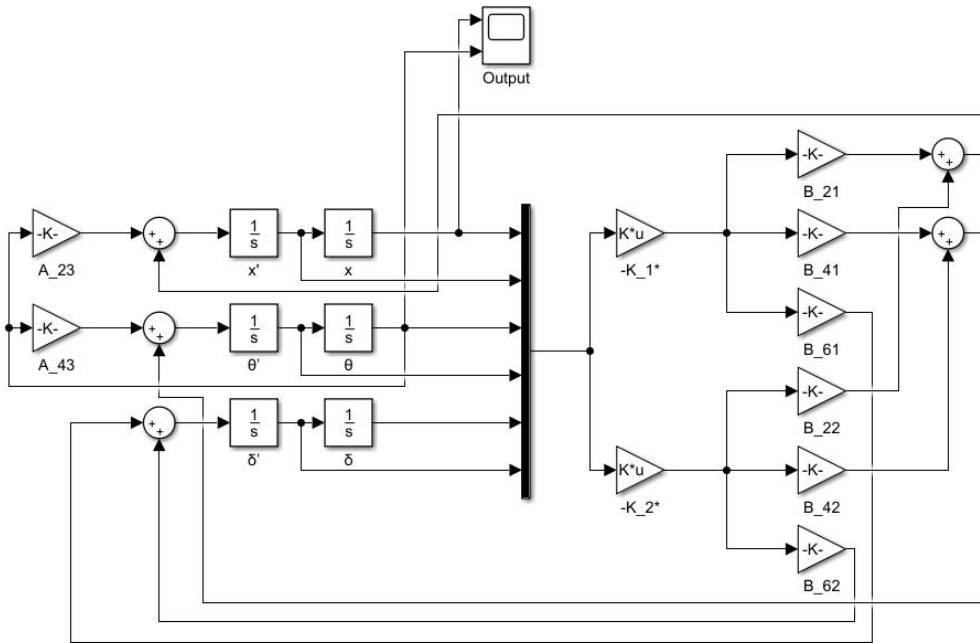 Output
-K-
B_21
-K-
A_23
1
s
x'
1
s
x
K*u
-K_1*
-K-
B_41
-K-
A_43
1
s
θ'
1
s
θ
-K-
B_61
1
s
δ'
1
s
δ
-K-
B_22
K*u
-K_2*
-K-
B_42
-K-
B_62